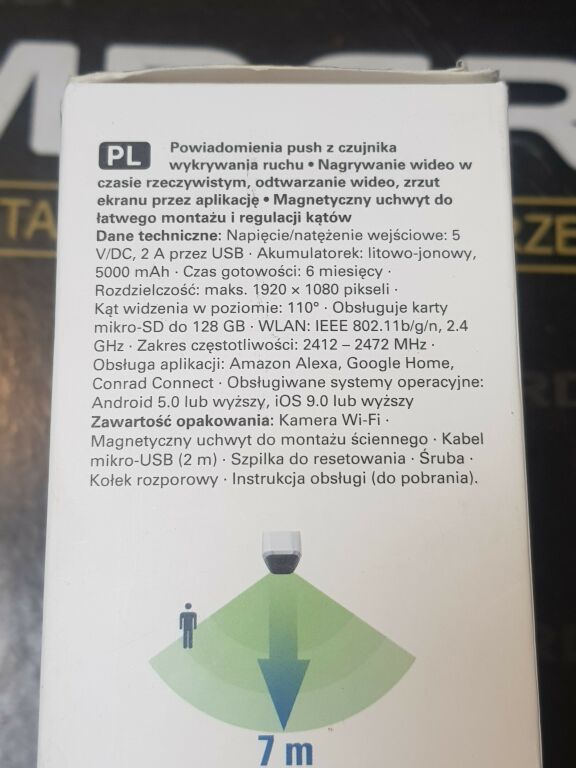 PL
Powiadomienia push z czujnika
wykrywania ruchu • Nagrywanie wideo w
czasie rzeczywistym, odtwarzanie wideo, zrzut
ekranu przez aplikację • Magnetyczny uchwyt do
łatwego montażu i regulacji kątów
Dane techniczne: Napięcie/natężenie wejściowe: 5
V/DC, 2 A przez USB · Akumulatorek: litowo-jonowy,
5000 mAh · Czas gotowości: 6 miesięcy ·
Rozdzielczość: maks. 1920 × 1080 pikseli ·
Kąt widzenia w poziomie: 110° · Obsługuje karty
mikro-SD do 128 GB · WLAN: IEEE 802.11b/g/n, 2.4
GHz · Zakres częstotliwości: 2412 – 2472 MHz ·
Obsługa aplikacji: Amazon Alexa, Google Home,
Conrad Connect · Obsługiwane systemy operacyjne:
Android 5.0 lub wyższy, iOS 9.0 lub wyższy
Zawartość opakowania: Kamera Wi-Fi ·
Magnetyczny uchwyt do montażu ściennego · Kabel
mikro-USB (2 m) · Szpilka do resetowania · Śruba ·
Kołek rozporowy · Instrukcja obsługi (do pobrania).
7 m